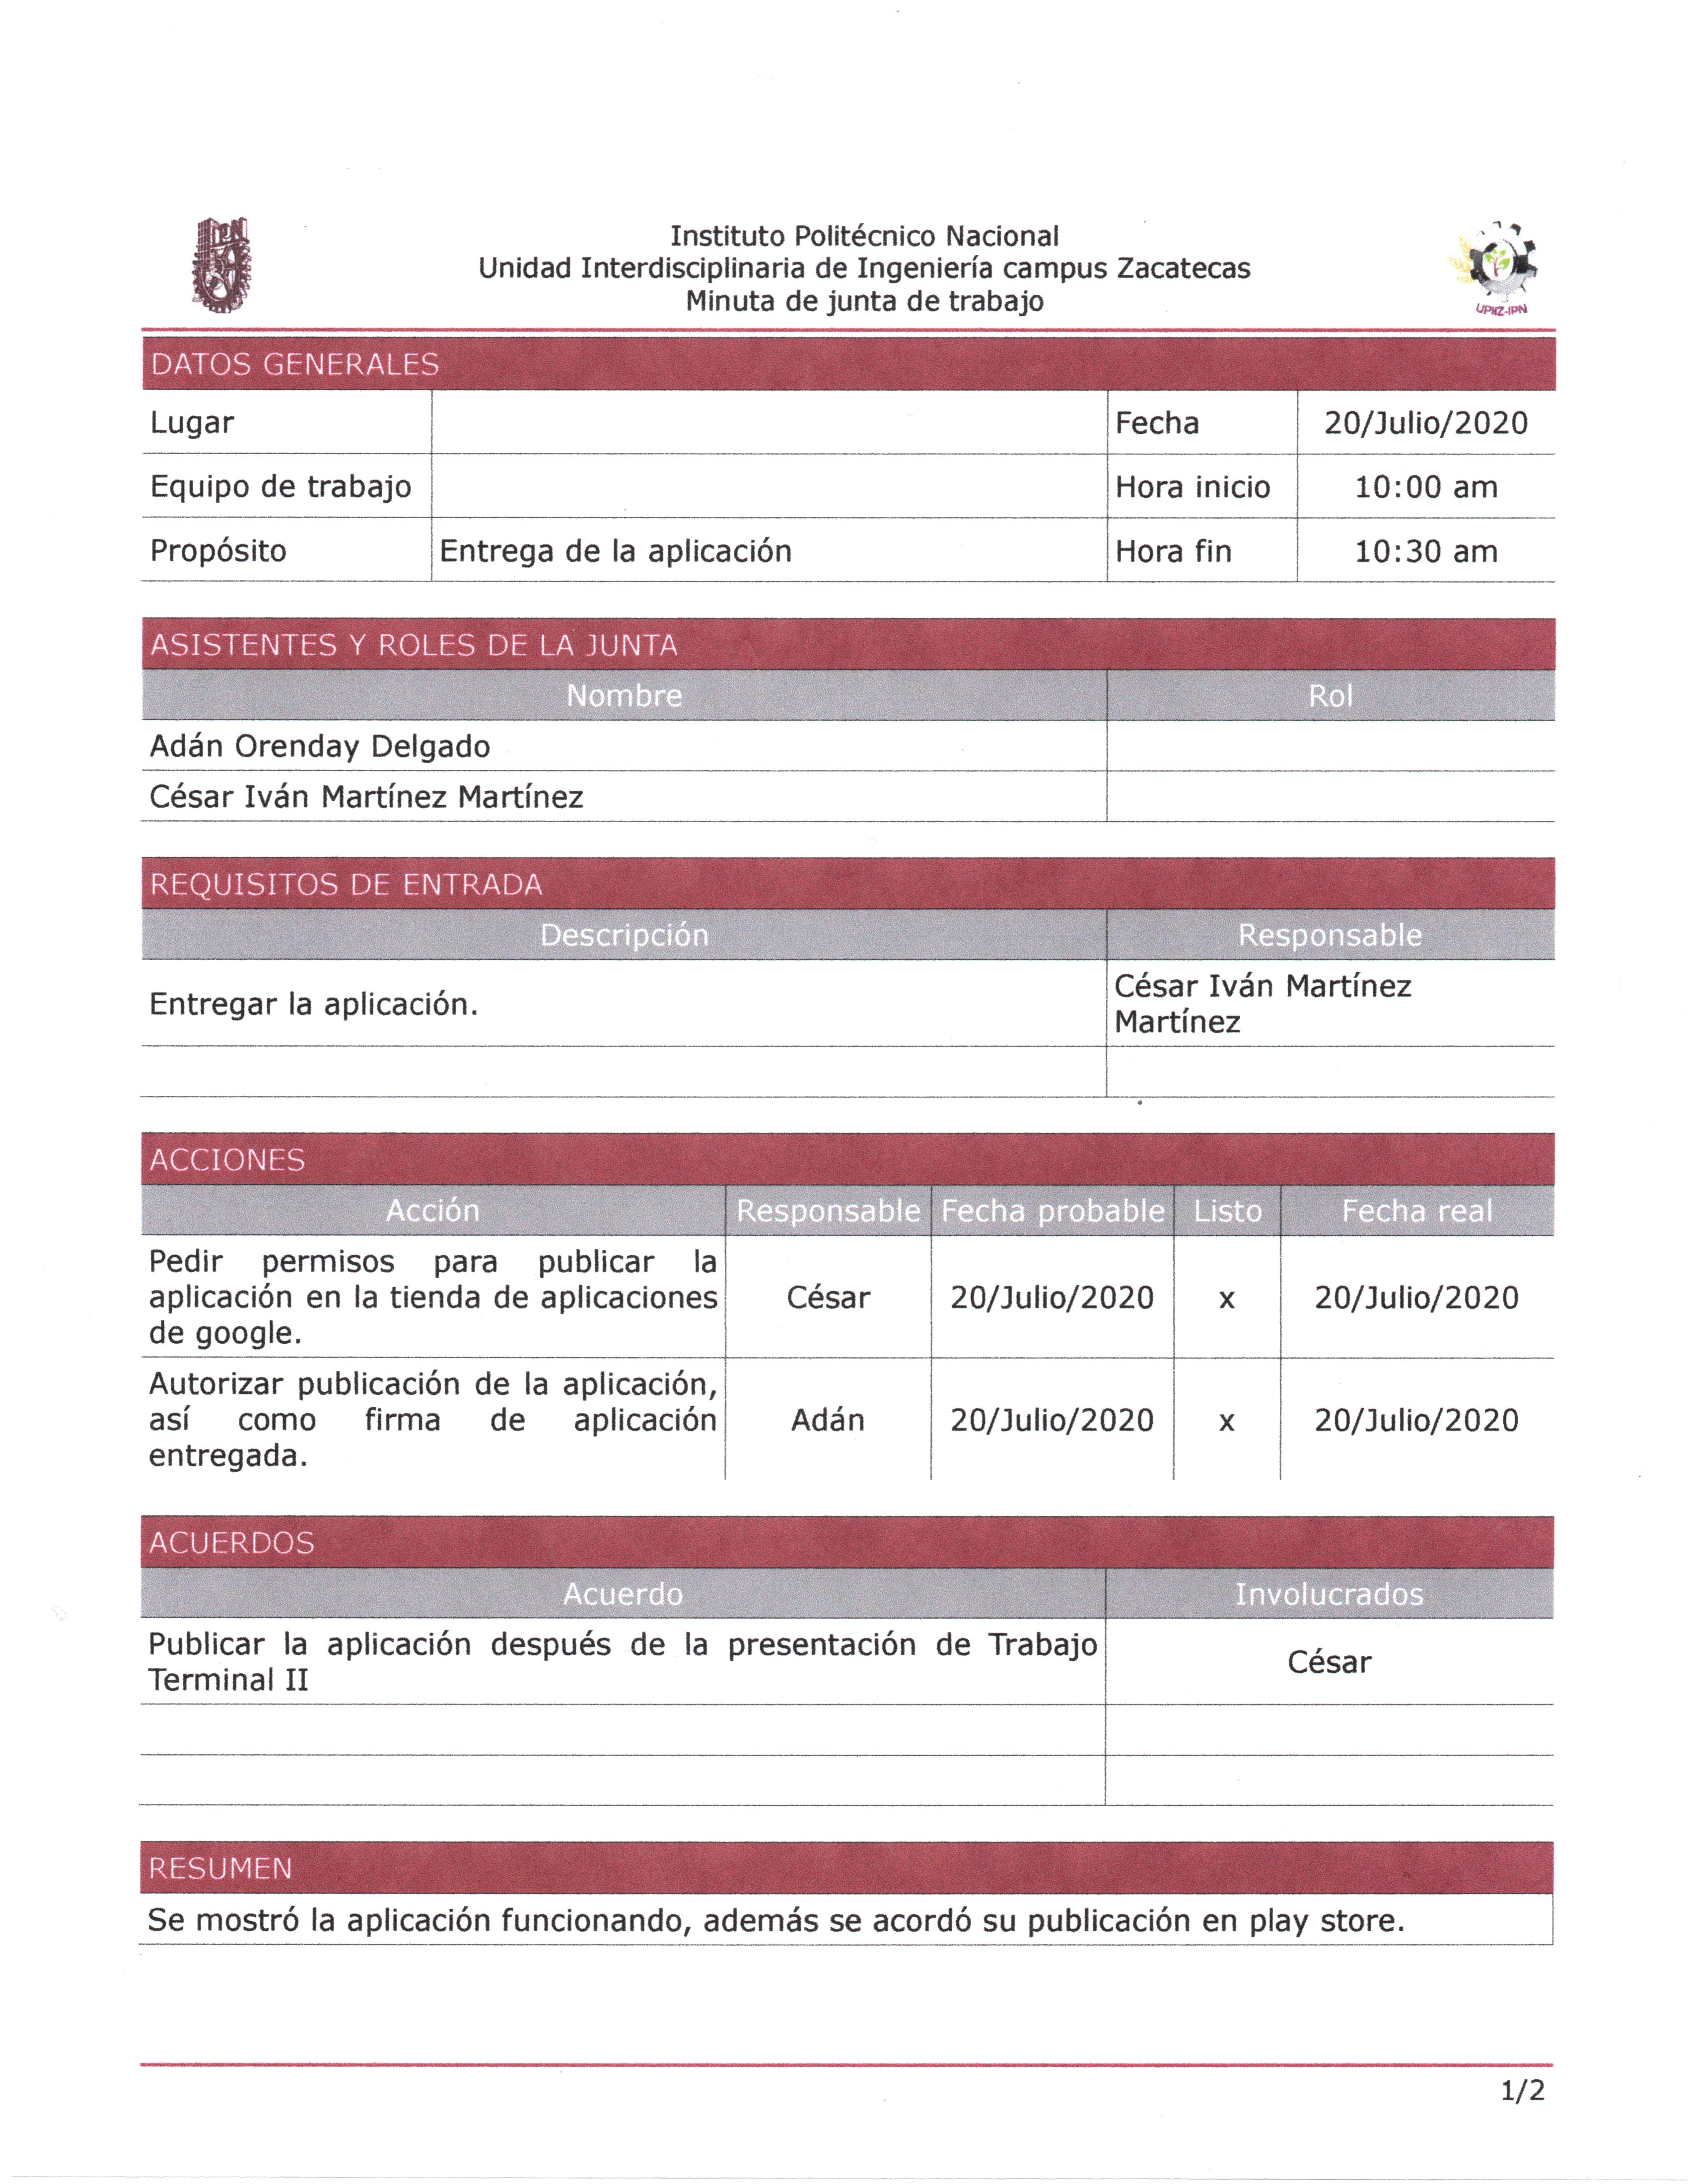 IPN
Instituto Politécnico Nacional
Unidad Interdisciplinaria de Ingeniería campus Zacatecas
Minuta de junta de trabajo
UPIIZ-IPN
DATOS GENERALES
Lugar Fecha 20/Julio/2020
Equipo de trabajo Hora inicio 10:00 am
Propósito Entrega de la aplicación Hora fin 10:30 am
ASISTENTES Y ROLES DE LA JUNTA
Nombre Rol
Adán Orenday Delgado
César Iván Martínez Martínez
REQUISITOS DE ENTRADA
Descripción Responsable
Entregar la aplicación. César Iván Martínez
Martínez
ACCIONES
Acción Responsable Fecha probable Listo Fecha real
Pedir permisos para publicar la
aplicación en la tienda de aplicaciones César 20/Julio/2020 x 20/Julio/2020
de google.
Autorizar publicación de la aplicación,
así como firma de aplicación Adán 20/Julio/2020 x 20/Julio/2020
entregada.
ACUERDOS
Acuerdo Involucrados
Publicar la aplicación después de la presentación de Trabajo César
Terminal II
RESUMEN
Se mostró la aplicación funcionando, además se acordó su publicación en play store.
1/2